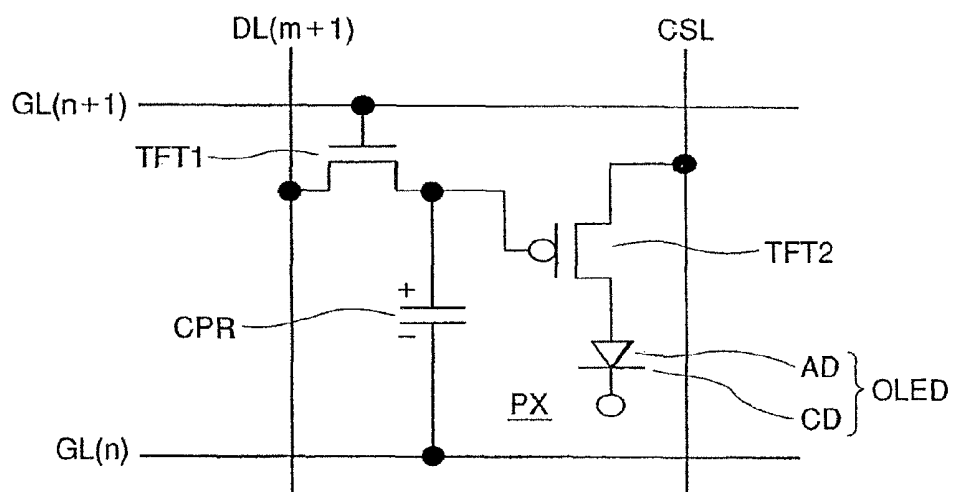 DL(m+1)
CSL
GL(n+1)
TFT1
TFT2
+
CPR
−
AD
OLED
PX
CD
GL(n)